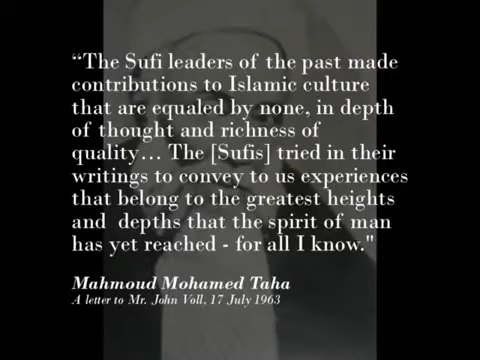 “The Sufi leaders of the past made
contributions to Islamic culture
that are equaled by none, in depth
of thought and richness of
quality… The [Sufis] tried in their
writings to convey to us experiences
that belong to the greatest heights
and  depths that the spirit of man
has yet reached - for all I know."
Mahmoud Mohamed Taha
A letter to Mr. John Voll, 17 July 1963